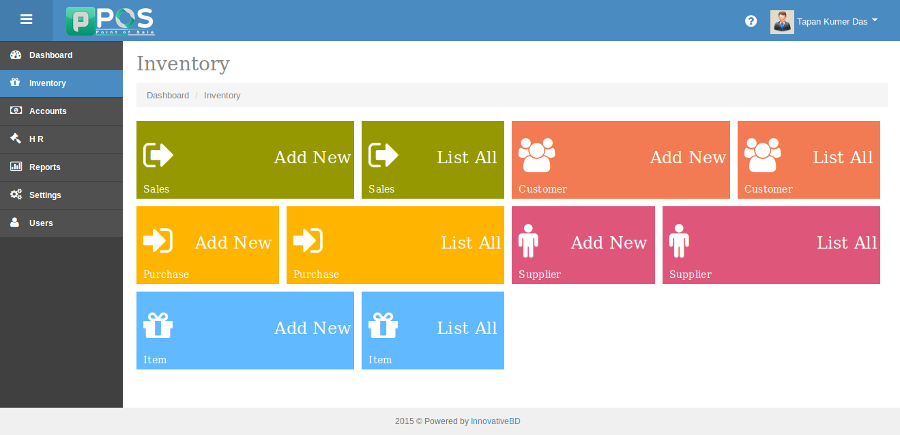 POS
Point of Sale
Tapan Kumer Das
Dashboard
Inventory
Accounts
H R
Reports
Settings
Users
Inventory
Dashboard / Inventory
Add New
Sales
List All
Sales
Add New
Customer
List All
Customer
Add New
Purchase
List All
Purchase
Add New
Supplier
List All
Supplier
Add New
Item
List All
Item
2015 © Powered by InnovativeBD